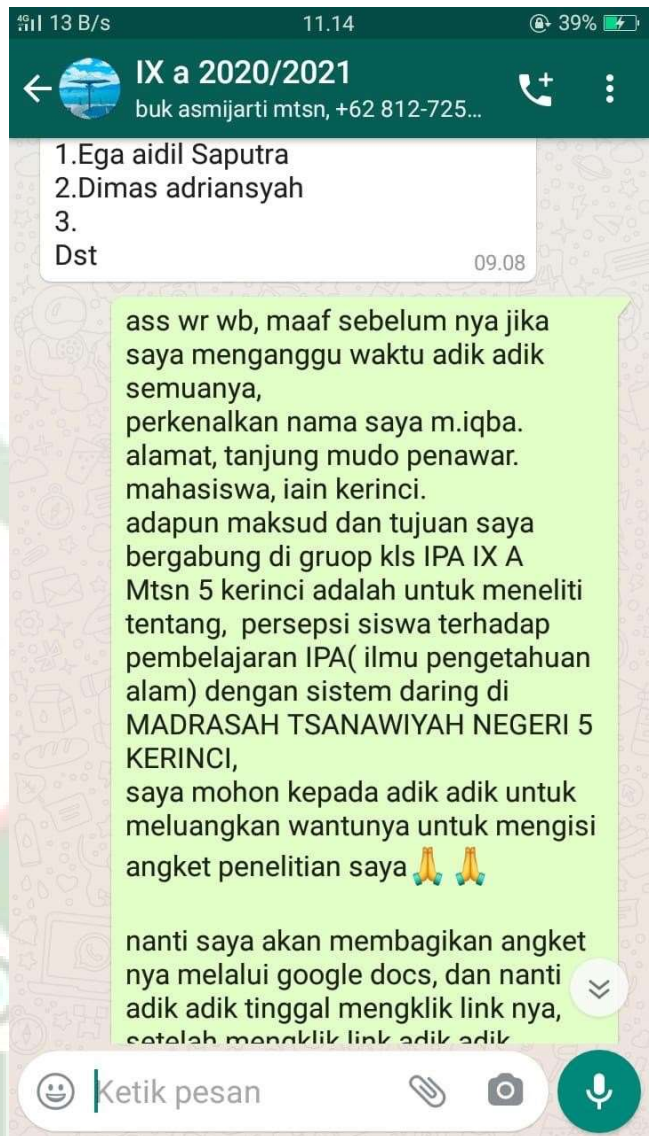 4G 13 B/s 11.14 39%
IX a 2020/2021
buk asmijarti mtsn, +62 812-725...
1.Ega aidil Saputra
2.Dimas adriansyah
3.
Dst
09.08
ass wr wb, maaf sebelum nya jika
saya menganggu waktu adik adik
semuanya,
perkenalkan nama saya m.iqba.
alamat, tanjung mudo penawar.
mahasiswa, iain kerinci.
adapun maksud dan tujuan saya
bergabung di gruop kls IPA IX A
Mtsn 5 kerinci adalah untuk meneliti
tentang, persepsi siswa terhadap
pembelajaran IPA( ilmu pengetahuan
alam) dengan sistem daring di
MADRASAH TSANAWIYAH NEGERI 5
KERINCI,
saya mohon kepada adik adik untuk
meluangkan wantunya untuk mengisi
angket penelitian saya🙏 🙏
nanti saya akan membagikan angket
nya melalui google docs, dan nanti
adik adik tinggal mengklik link nya,
setelah mengklik link adik adik
Ketik pesan